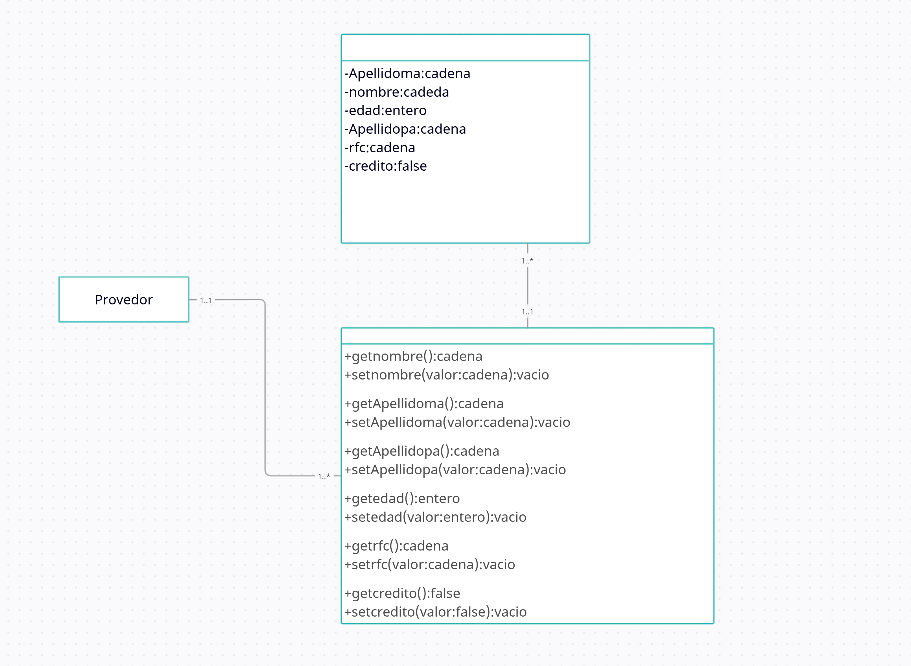 -Apellidoma:cadena
-nombre:cadeda
-edad:entero
-Apellidopa:cadena
-rfc:cadena
-credito:false
1..*
Provedor
1..1
1..1
+getnombre():cadena
+setnombre(valor:cadena):vacio
+getApellidoma():cadena
+setApellidoma(valor:cadena):vacio
+getApellidopa():cadena
+setApellidopa(valor:cadena):vacio
1..*
+getedad():entero
+setedad(valor:entero):vacio
+getrfc():cadena
+setrfc(valor:cadena):vacio
+getcredito():false
+setcredito(valor:false):vacio